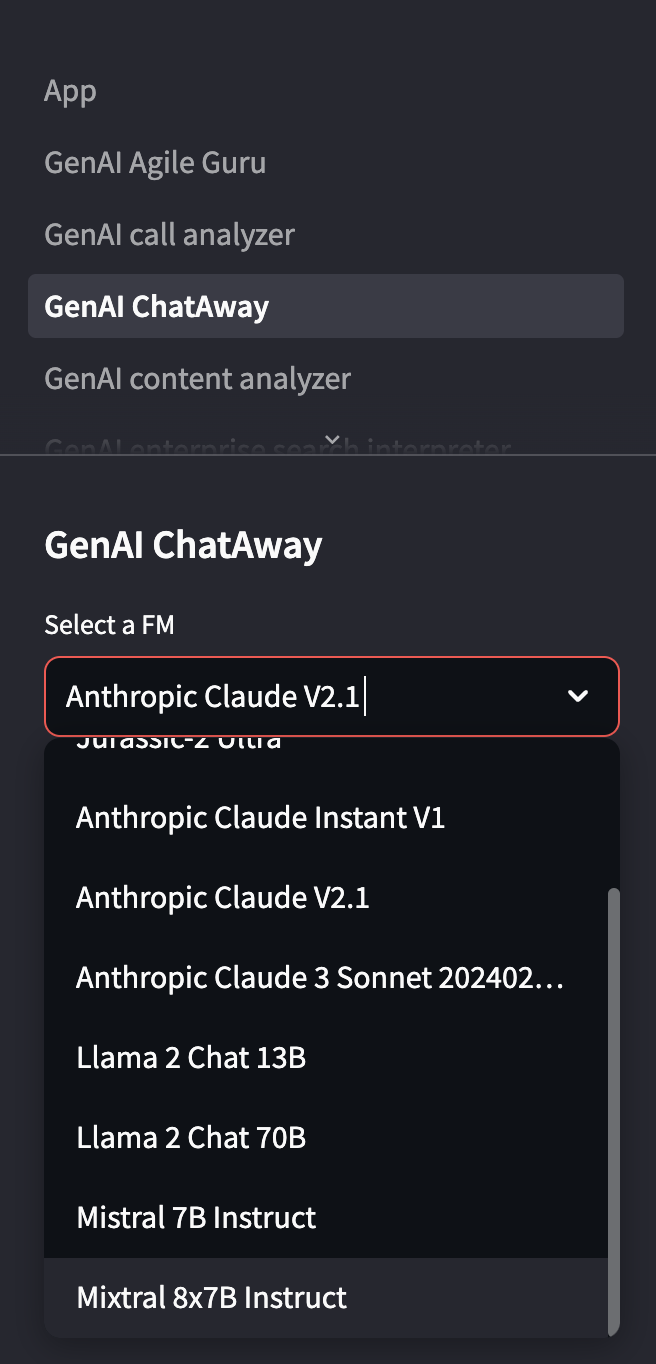 App
GenAI Agile Guru
GenAI call analyzer
GenAI ChatAway
GenAI content analyzer
GenAI enterprise search interpreter
GenAI ChatAway
Select a FM
Anthropic Claude V2.1
Jurassic-2 Ultra
Anthropic Claude Instant V1
Anthropic Claude V2.1
Anthropic Claude 3 Sonnet 202402...
Llama 2 Chat 13B
Llama 2 Chat 70B
Mistral 7B Instruct
Mixtral 8x7B Instruct